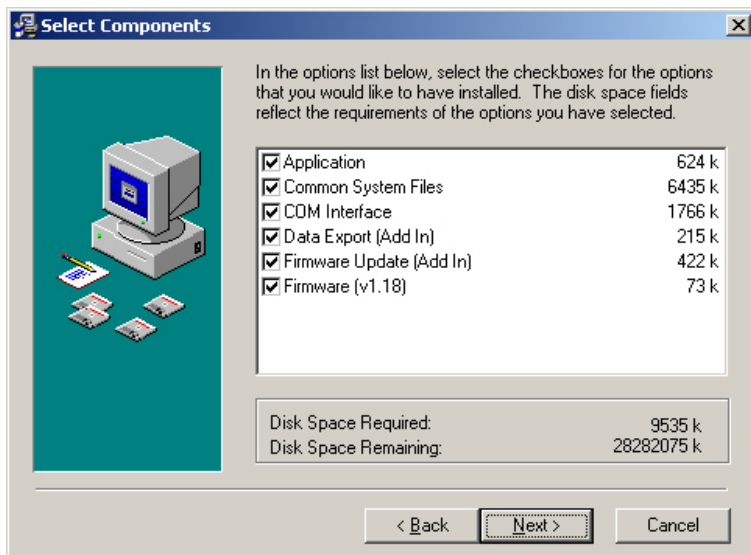 Select Components
In the options list below, select the checkboxes for the options
that you would like to have installed. The disk space fields
reflect the requirements of the options you have selected.
Application 624 k
Common System Files 6435 k
COM Interface 1766 k
Data Export (Add In) 215 k
Firmware Update (Add In) 422 k
Firmware (v1.18) 73 k
Disk Space Required: 9535 k
Disk Space Remaining: 28282075 k
< Back Next > Cancel